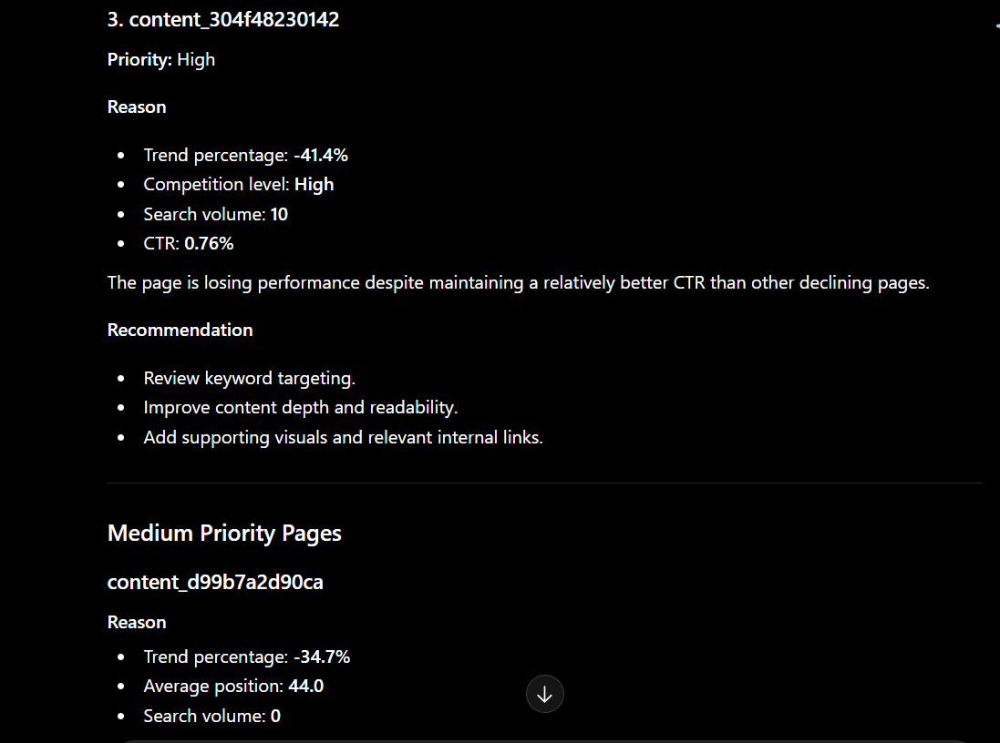 3. content_304f48230142
Priority: High
Reason
Trend percentage: -41.4%
Competition level: High
Search volume: 10
CTR: 0.76%
The page is losing performance despite maintaining a relatively better CTR than other declining pages.
Recommendation
Review keyword targeting.
Improve content depth and readability.
Add supporting visuals and relevant internal links.
Medium Priority Pages
content_d99b7a2d90ca
Reason
Trend percentage: -34.7%
Average position: 44.0
Search volume: 0